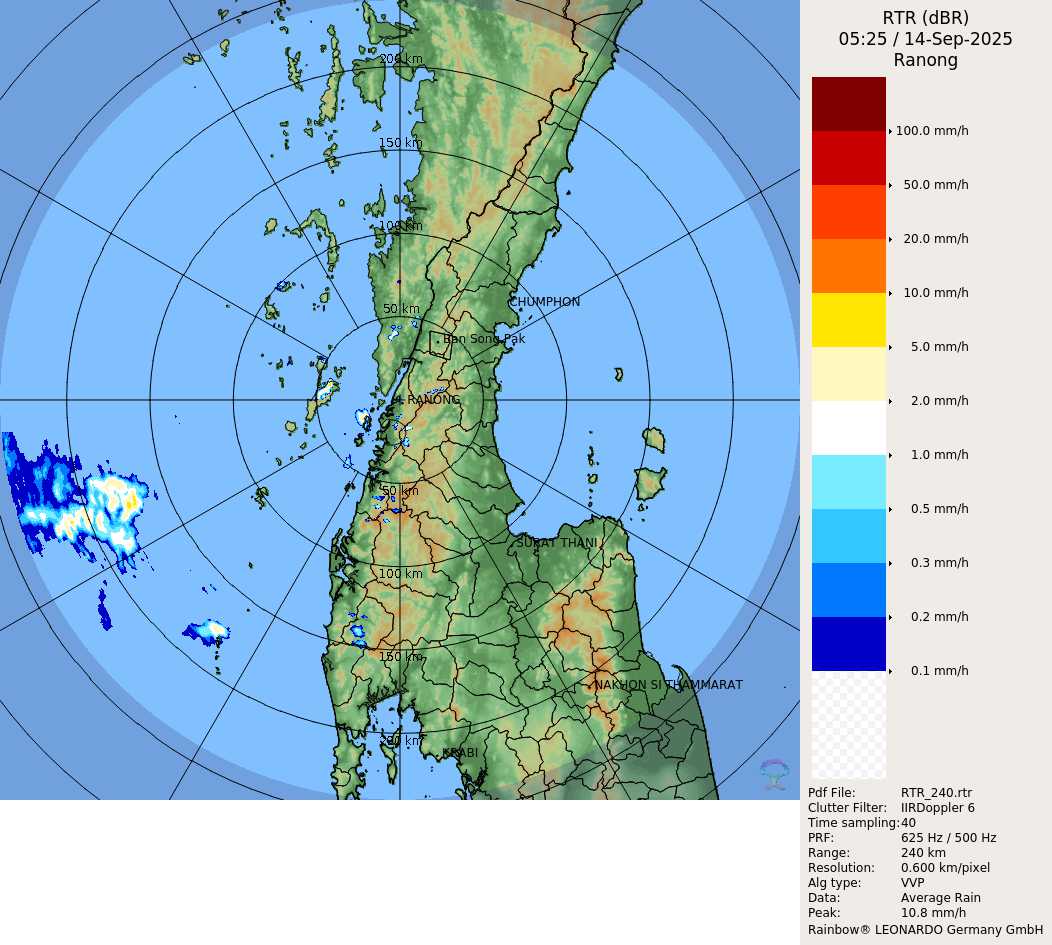 RTR (dBR)
05:25 / 14-Sep-2025
Ranong
200 km
150 km
100 km
50 km
CHUMPHON
Ban Song Pak
RANONG
50 km
SURAT THANI
100 km
150 km
NAKHON SI THAMMARAT
200 km
KRABI
100.0 mm/h
50.0 mm/h
20.0 mm/h
10.0 mm/h
5.0 mm/h
2.0 mm/h
1.0 mm/h
0.5 mm/h
0.3 mm/h
0.2 mm/h
0.1 mm/h
Pdf File: RTR_240.rtr
Clutter Filter: IIRDoppler 6
Time sampling: 40
PRF: 625 Hz / 500 Hz
Range: 240 km
Resolution: 0.600 km/pixel
Alg type: VVP
Data: Average Rain
Peak: 10.8 mm/h
Rainbow® LEONARDO Germany GmbH